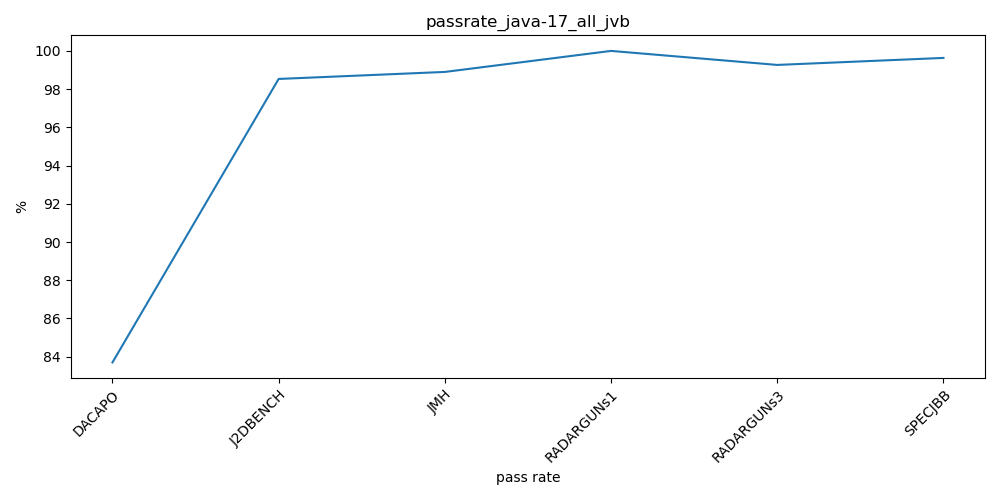 passrate_java-17_all_jvb
%
100
98
96
94
92
90
88
86
84
DACAPO
J2DBENCH
JMH
RADARGUNs1
RADARGUNs3
SPECJBB
pass rate